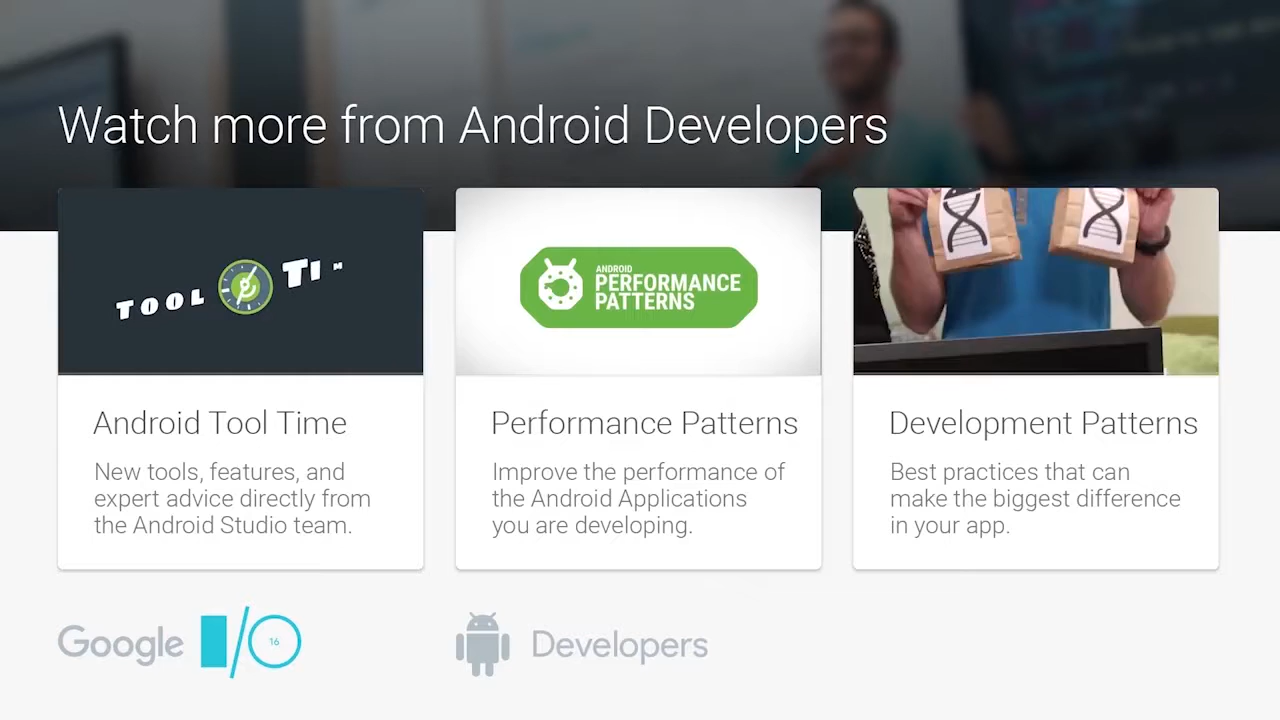 Watch more from Android Developers
TOOL TI M
ANDROID
PERFORMANCE
PATTERNS
Android Tool Time
New tools, features, and
expert advice directly from
the Android Studio team.
Performance Patterns
Improve the performance of
the Android Applications
you are developing.
Development Patterns
Best practices that can
make the biggest difference
in your app.
Google I/O 16
Developers